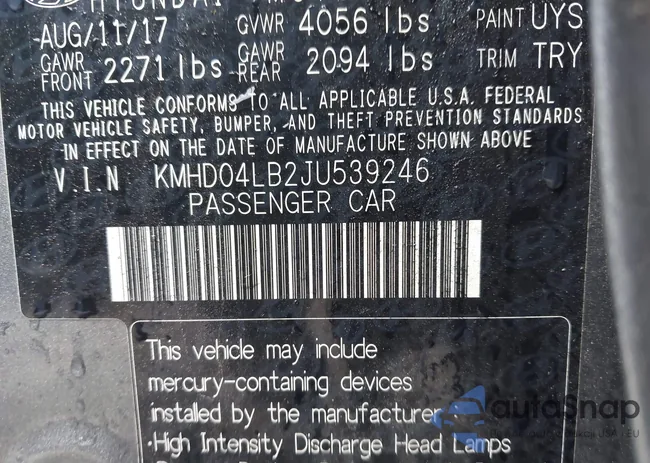 HYUNDAI
AUG/11/17 GVWR 4056 lbs PAINT UYS
GAWR FRONT 2271 lbs GAWR REAR 2094 lbs TRIM TRY
THIS VEHICLE CONFORMS TO ALL APPLICABLE U.S.A. FEDERAL
MOTOR VEHICLE SAFETY, BUMPER, AND THEFT PREVENTION STANDARDS
IN EFFECT ON THE DATE OF MANUFACTURE SHOWN ABOVE
V.I.N KMHD04LB2JU539246
PASSENGER CAR
This vehicle may include
mercury-containing devices
installed by the manufacturer
·High Intensity Discharge Head Lamps
autoSnap